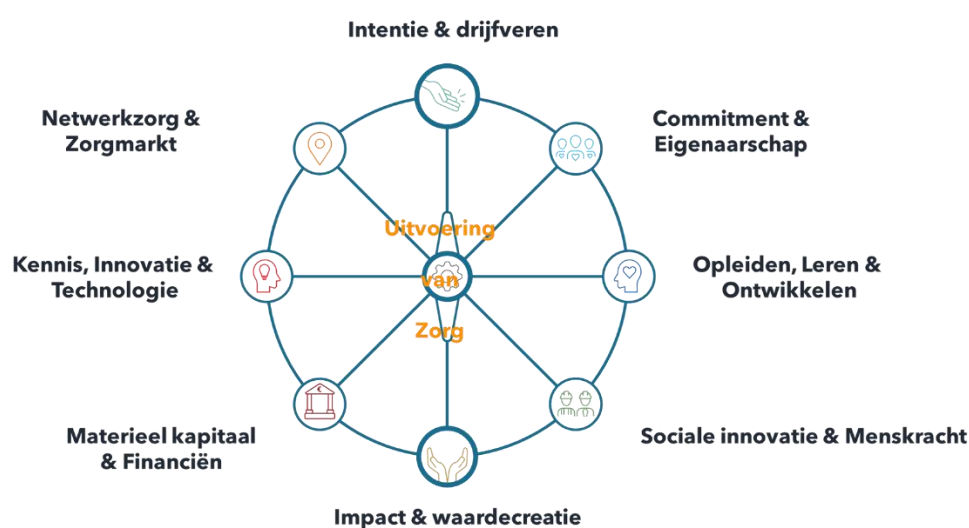 Intentie & drijfveren
Netwerkzorg &
Zorgmarkt
Commitment &
Eigenaarschap
Uitvoering
van
Zorg
Kennis, Innovatie &
Technologie
Opleiden, Leren &
Ontwikkelen
Materieel kapitaal
& Financiën
Sociale innovatie & Menskracht
Impact & waardecreatie